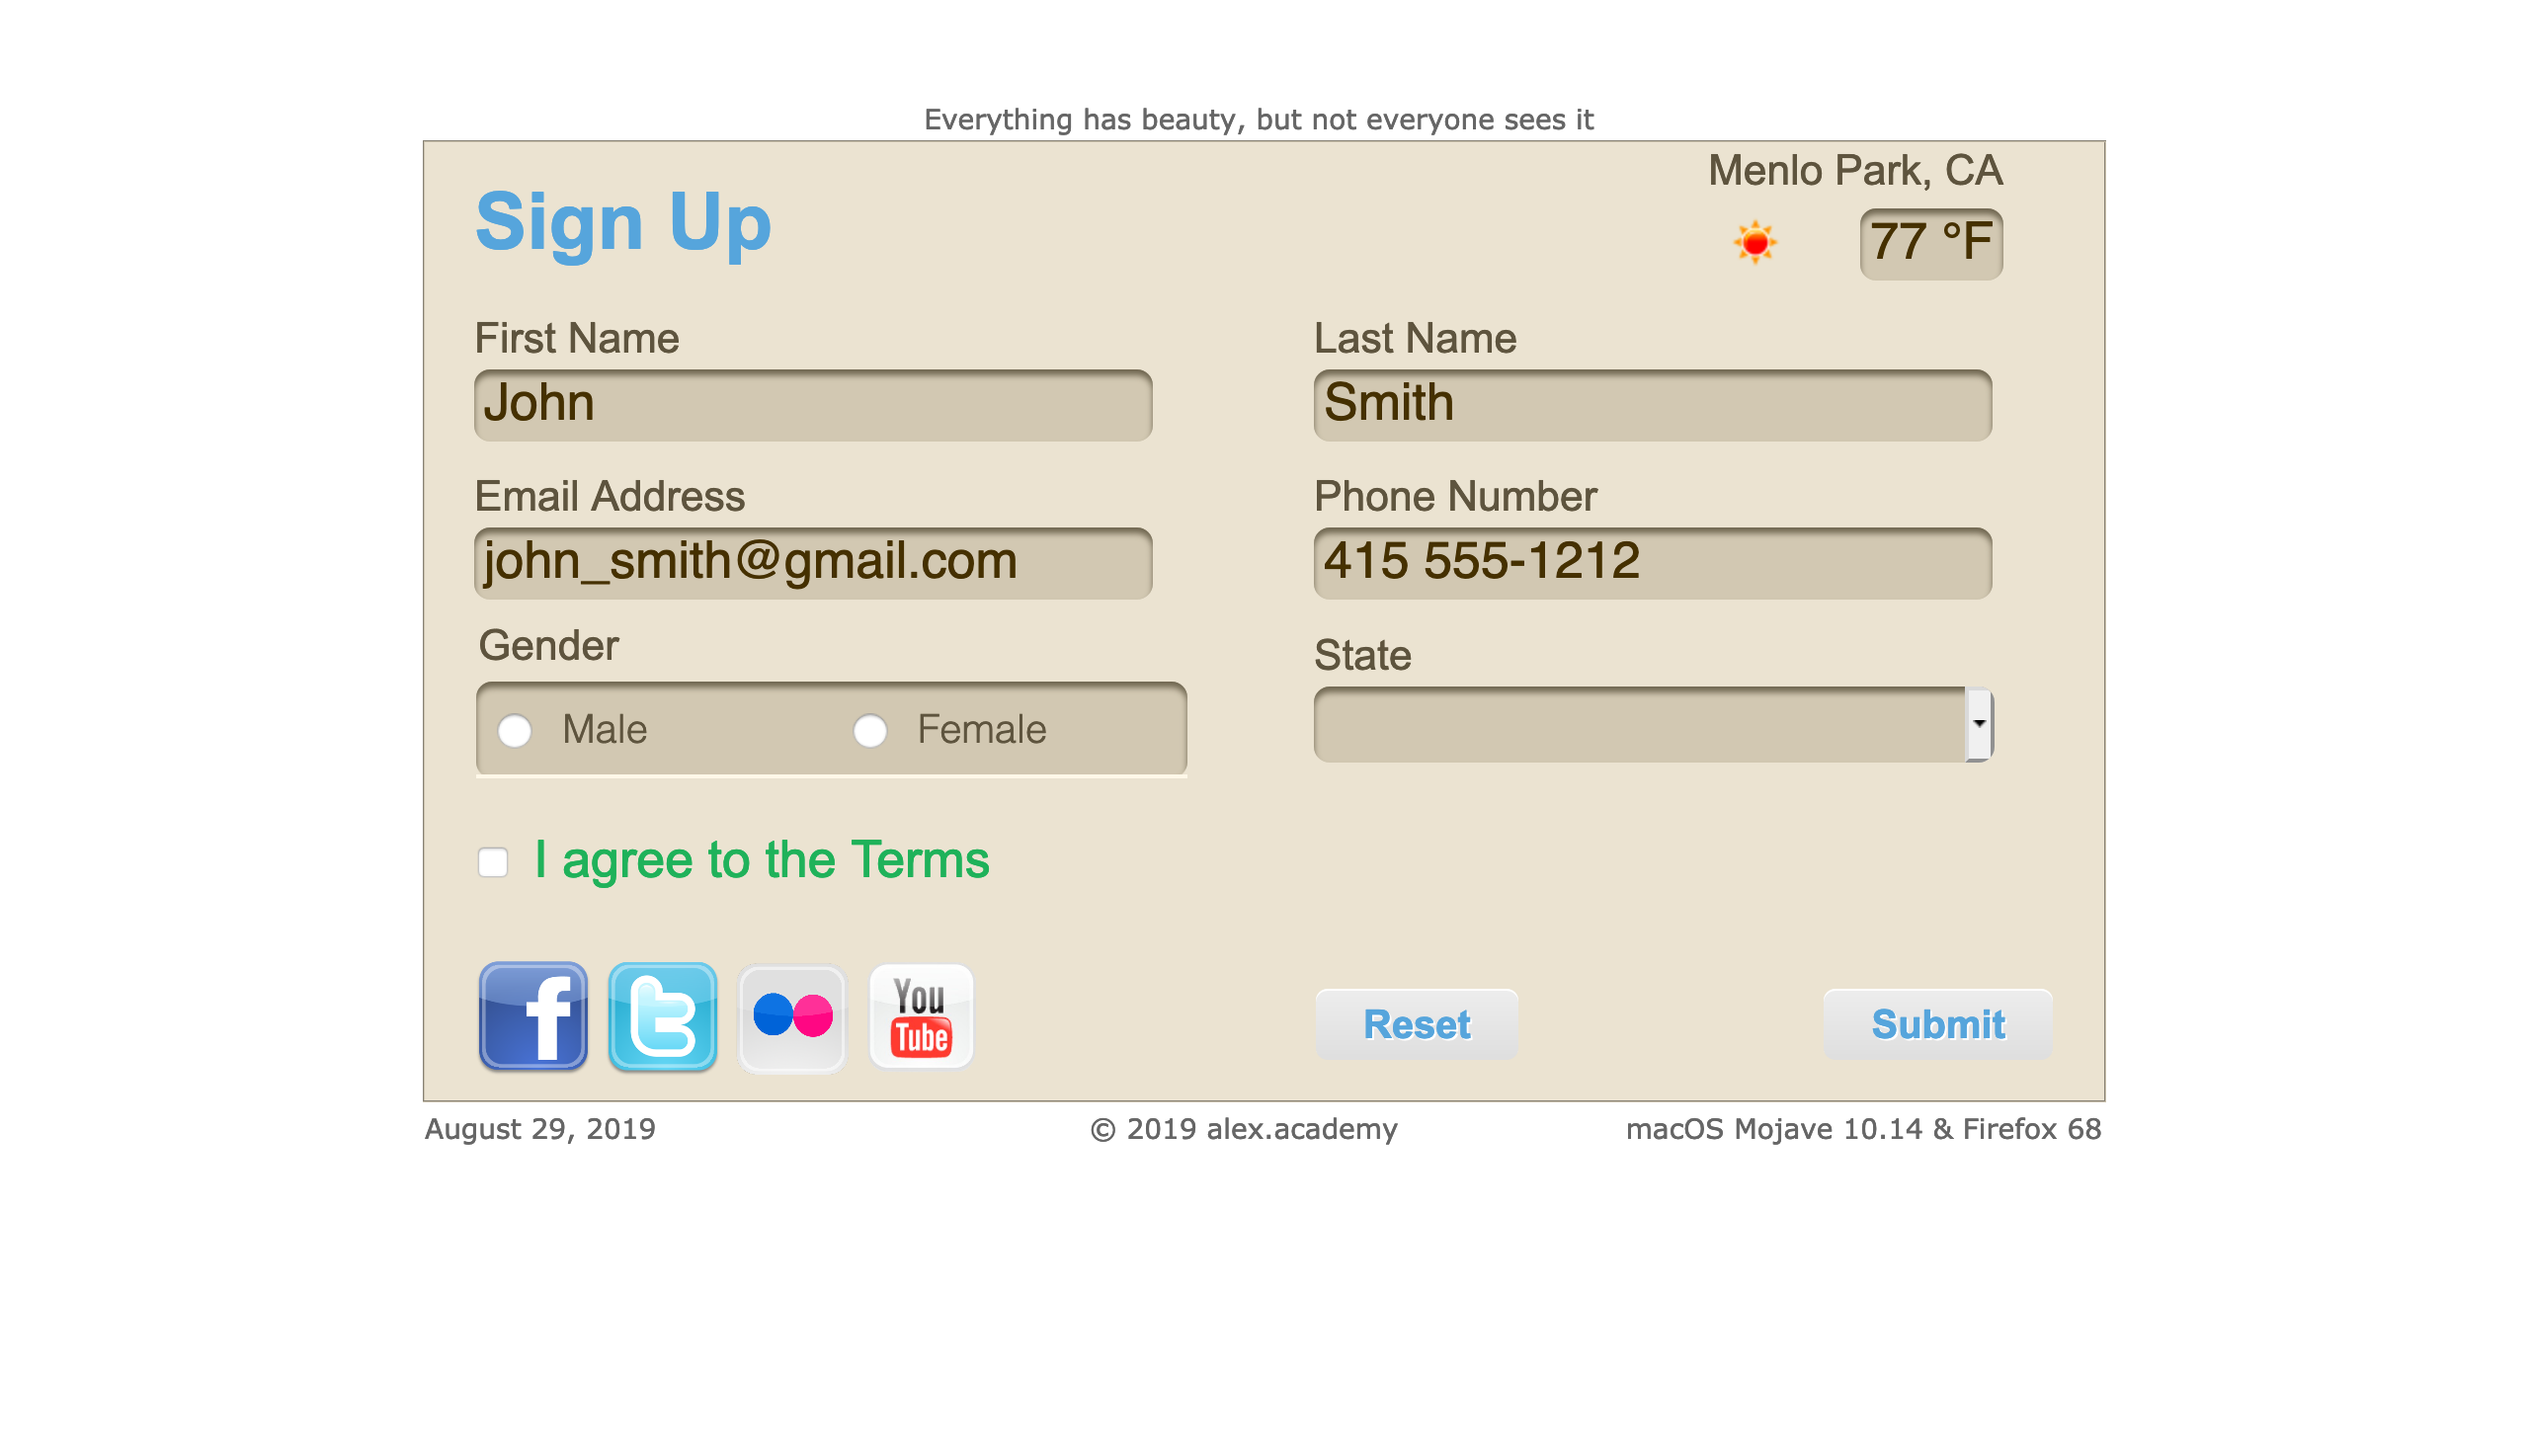 Everything has beauty, but not everyone sees it
Menlo Park, CA
Sign Up
77 °F
First Name
Last Name
John
Smith
Email Address
Phone Number
john_smith@gmail.com
415 555-1212
Gender
State
Male
Female
I agree to the Terms
f
t
You
Tube
Reset
Submit
August 29, 2019
© 2019 alex.academy
macOS Mojave 10.14 & Firefox 68